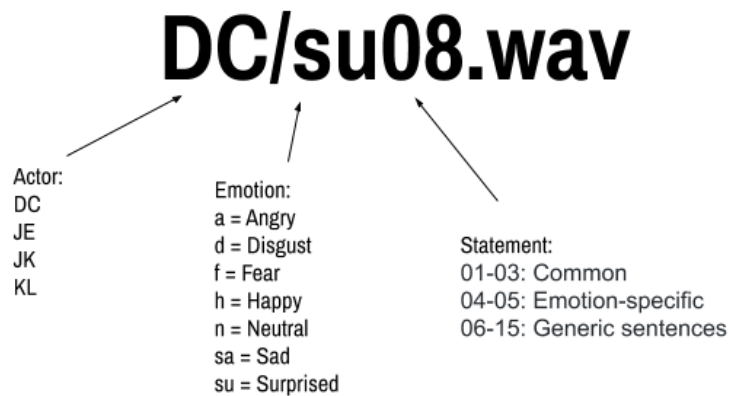 DC/su08.wav
Actor:
DC
JE
JK
KL
Emotion:
a = Angry
d = Disgust
f = Fear
h = Happy
n = Neutral
sa = Sad
su = Surprised
Statement:
01-03: Common
04-05: Emotion-specific
06-15: Generic sentences